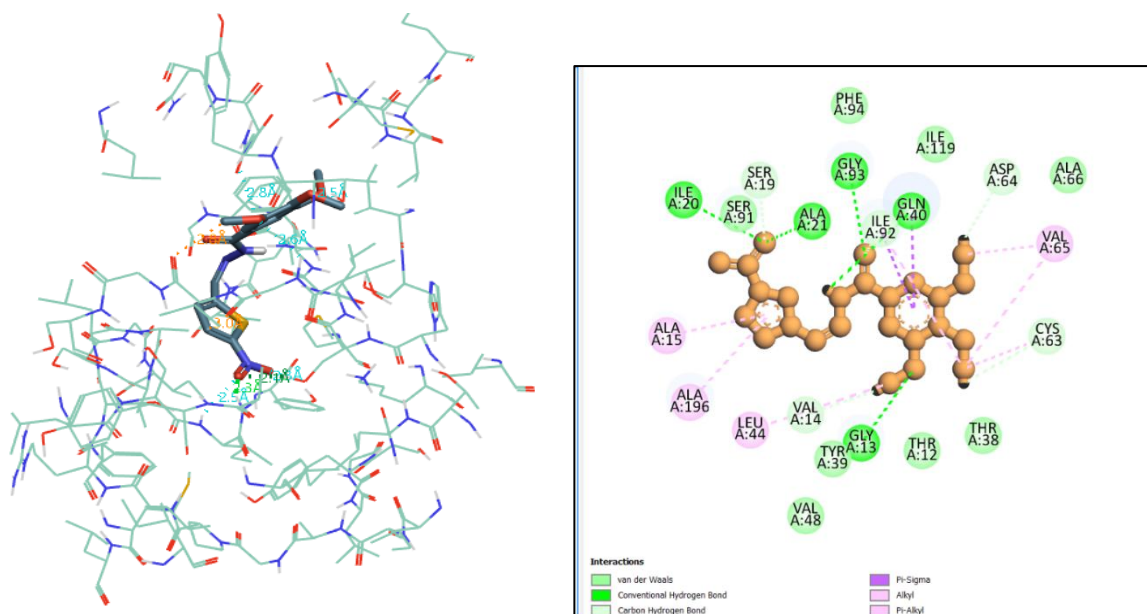 2.8Å
3.0Å
PHE
A:94
ILE
A:119
GLY
A:93
ASP
A:64
ALA
A:66
SER
A:19
ILE
A:20
SER
A:91
ALA
A:21
GLN
A:40
ILE
A:92
VAL
A:65
ALA
A:15
CYS
A:63
ALA
A:196
LEU
A:44
VAL
A:14
GLY
A:13
TYR
A:39
THR
A:12
THR
A:38
VAL
A:48
2.5Å
Interactions
van der Waals
Conventional Hydrogen Bond
Carbon Hydrogen Bond
Pi-Sigma
Alkyl
Pi-Alkyl